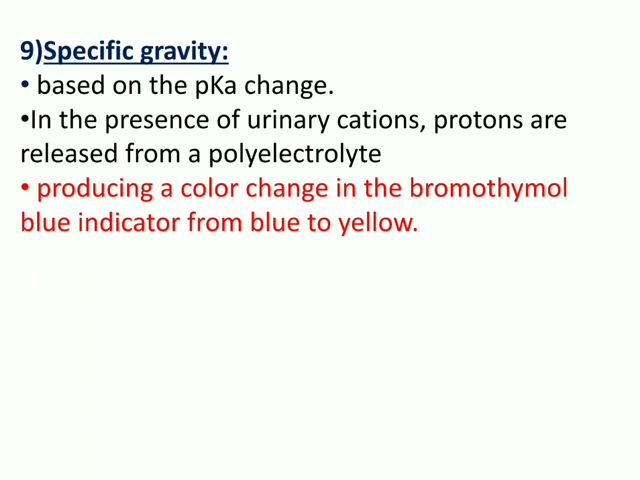 9)Specific gravity:
• based on the pKa change.
•In the presence of urinary cations, protons are
released from a polyelectrolyte
• producing a color change in the bromothymol
blue indicator from blue to yellow.